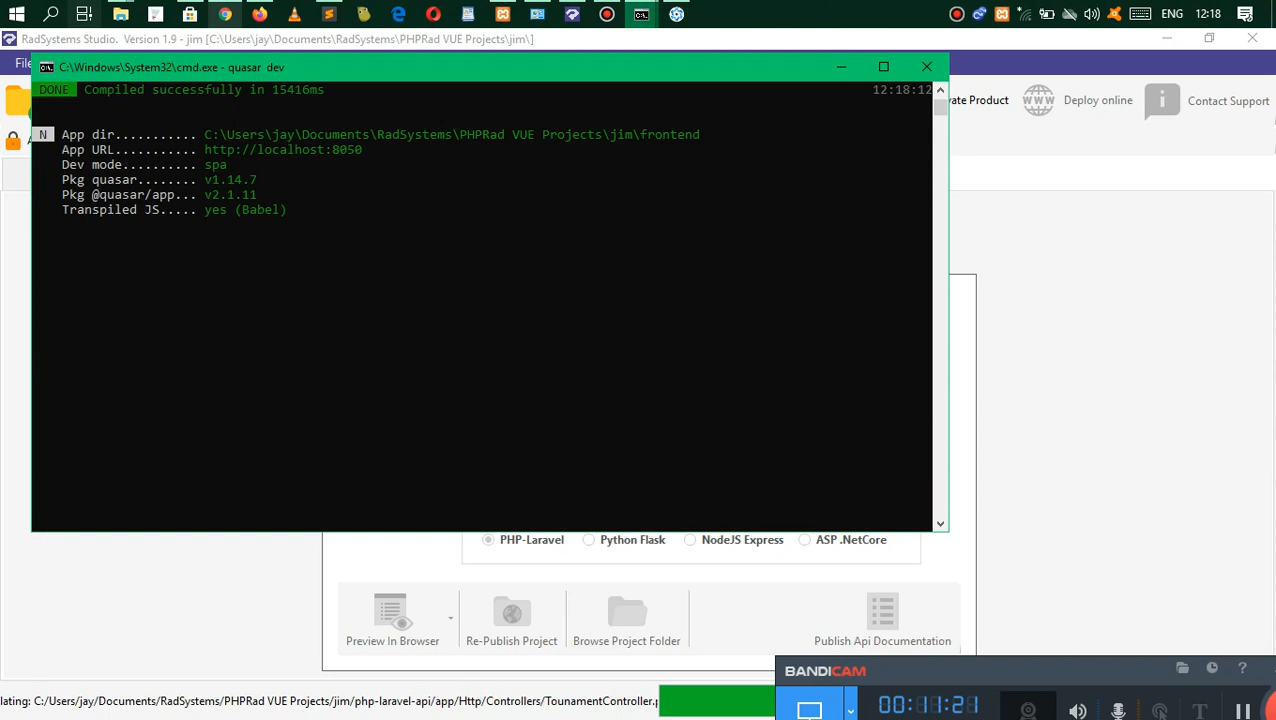 ENG 12:18
RadSystems Studio. Version 1.9 - jim [C:\Users\jay\Documents\RadSystems\PHPRad VUE Projects\jim\]
File
C:\Windows\System32\cmd.exe - quasar dev
DONE Compiled successfully in 15416ms 12:18:12
vate Product
Deploy online
Contact Support
N App dir........... C:\Users\jay\Documents\RadSystems\PHPRad VUE Projects\jim\frontend
App URL........... http://localhost:8050
Dev mode.......... spa
Pkg quasar........ v1.14.7
Pkg @quasar/app... v2.1.11
Transpiled JS..... yes (Babel)
PHP-Laravel Python Flask NodeJS Express ASP .NetCore
Preview In Browser Re-Publish Project Browse Project Folder Publish Api Documentation
BANDICAM
lating: C:/Users/jay/Documents/RadSystems/PHPRad VUE Projects/jim/php-laravel-api/app/Http/Controllers/TounamentController.p
00:11:21